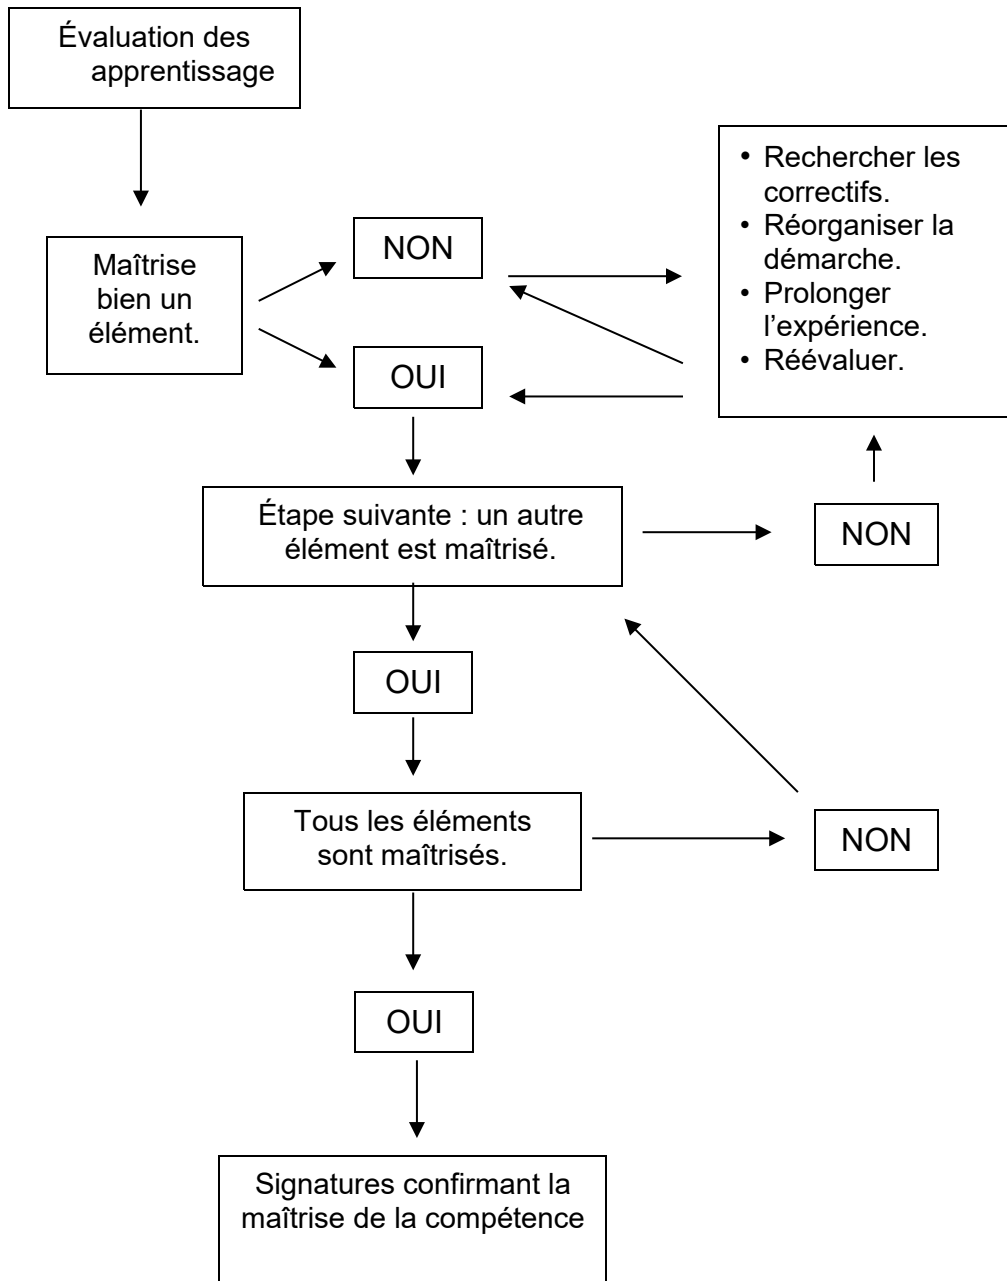 Évaluation des
apprentissage
Maîtrise
bien un
élément.
NON
OUI
• Rechercher les
correctifs.
• Réorganiser la
démarche.
• Prolonger
l’expérience.
• Réévaluer.
Étape suivante : un autre
élément est maîtrisé.
NON
OUI
Tous les éléments
sont maîtrisés.
NON
OUI
Signatures confirmant la
maîtrise de la compétence